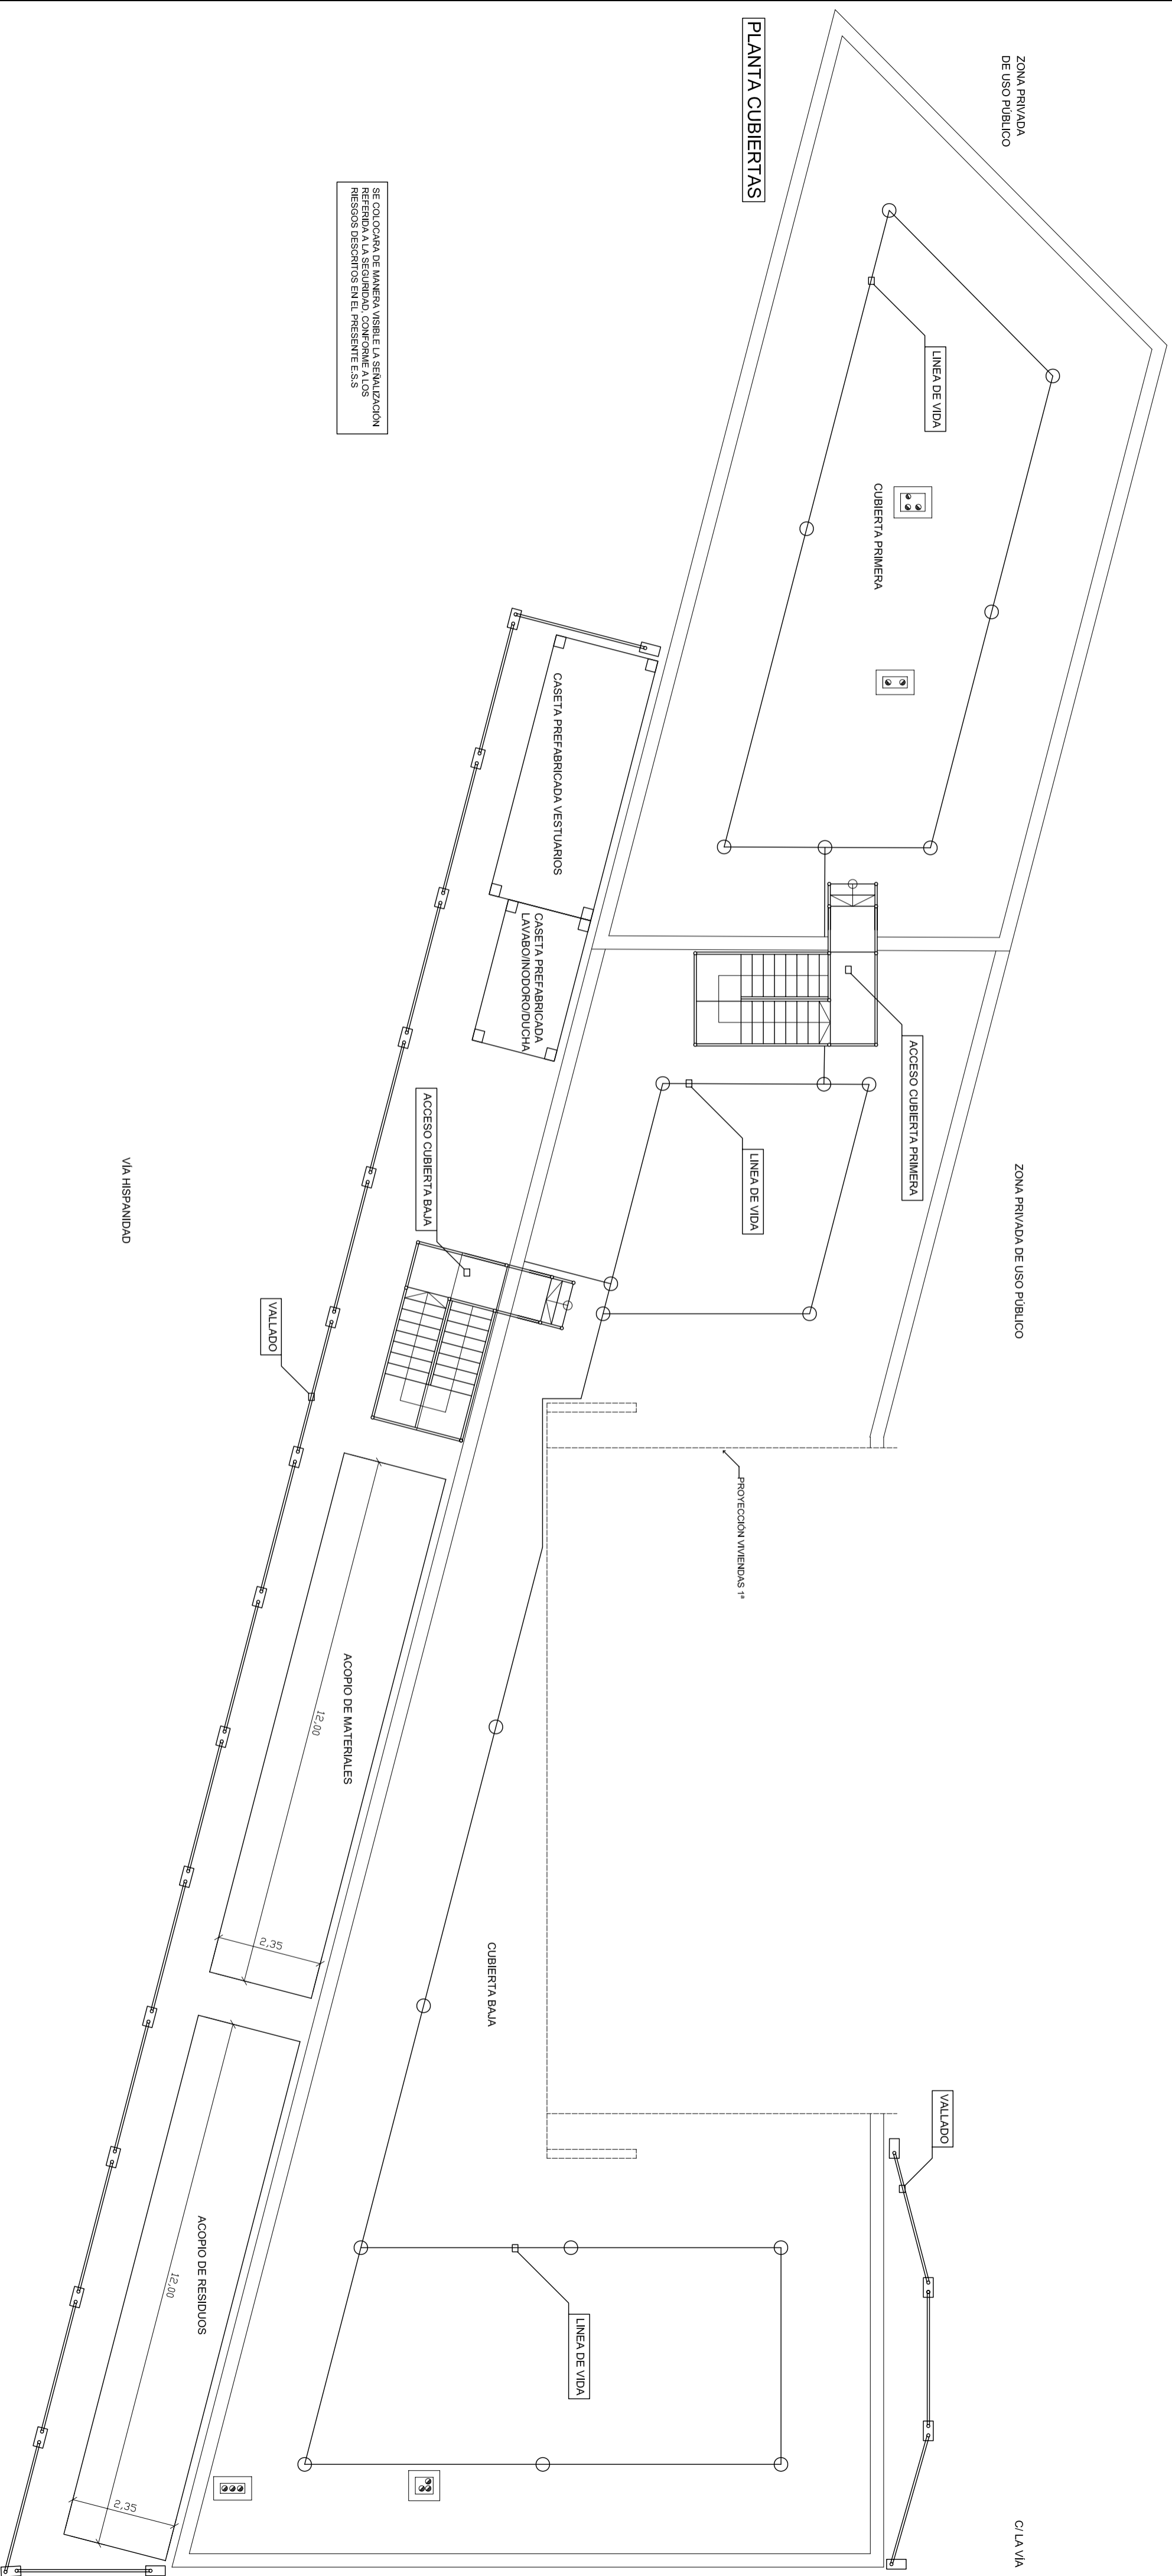 ZONA PRIVADA
DE USO PÚBLICO
PLANTA CUBIERTAS
SE COLOCARA DE MANERA VISIBLE LA SEÑALIZACIÓN
REFERIDA A LA SEGURIDAD, CONFORME A LOS
RIESGOS DESCRITOS EN EL PRESENTE E.S.S
LINEA DE VIDA
CUBIERTA PRIMERA
CASETA PREFABRICADA VESTUARIOS
CASETA PREFABRICADA
LAVABO/INODORO/DUCHA
ACCESO CUBIERTA PRIMERA
LINEA DE VIDA
ACCESO CUBIERTA BAJA
ZONA PRIVADA DE USO PÚBLICO
VÍA HISPANIDAD
VALLADO
PROYECCIÓN VIVIENDAS 1ª
ACOPIO DE MATERIALES
12,00
2,35
CUBIERTA BAJA
VALLADO
LINEA DE VIDA
ACOPIO DE RESIDUOS
12,00
2,35
C/ LA VÍA